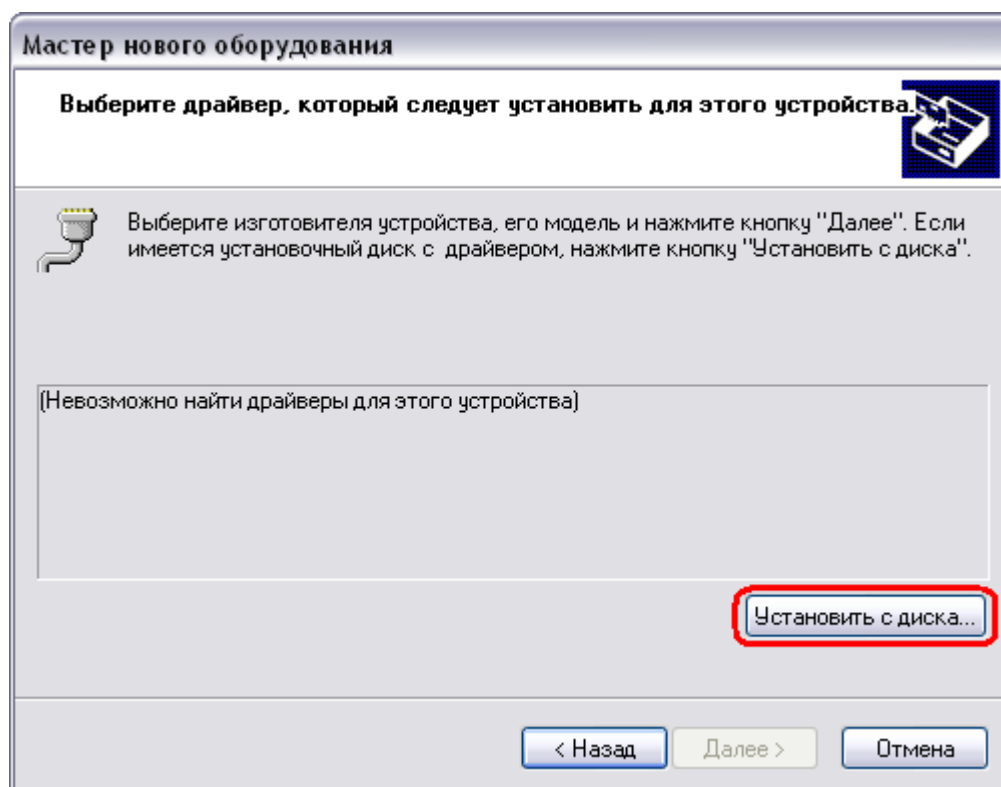 Мастер нового оборудования
Выберите драйвер, который следует установить для этого устройства.
Выберите изготовителя устройства, его модель и нажмите кнопку "Далее". Если
имеется установочный диск с драйвером, нажмите кнопку "Установить с диска".
(Невозможно найти драйверы для этого устройства)
Установить с диска...
< Назад
Далее >
Отмена